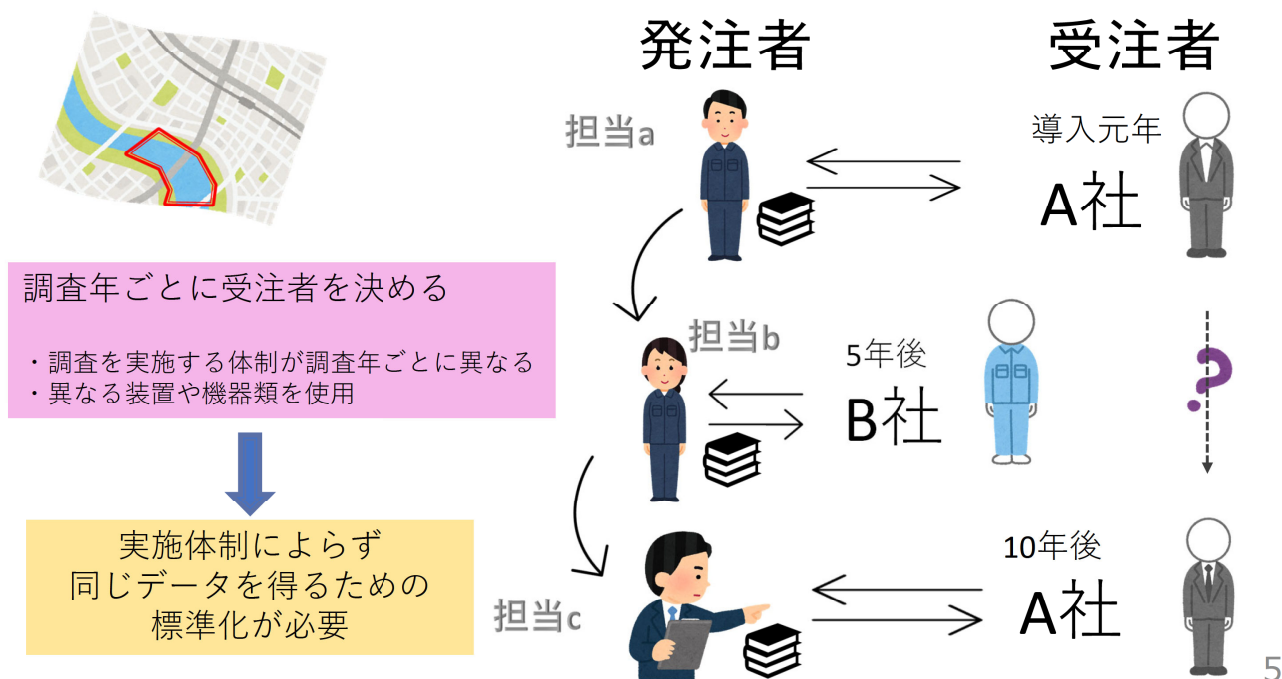 発注者
受注者
担当a
導入元年
A社
調査年ごとに受注者を決める
・調査を実施する体制が調査年ごとに異なる
・異なる装置や機器類を使用
担当b
5年後
B社
?
実施体制によらず
同じデータを得るための
標準化が必要
担当c
10年後
A社
5